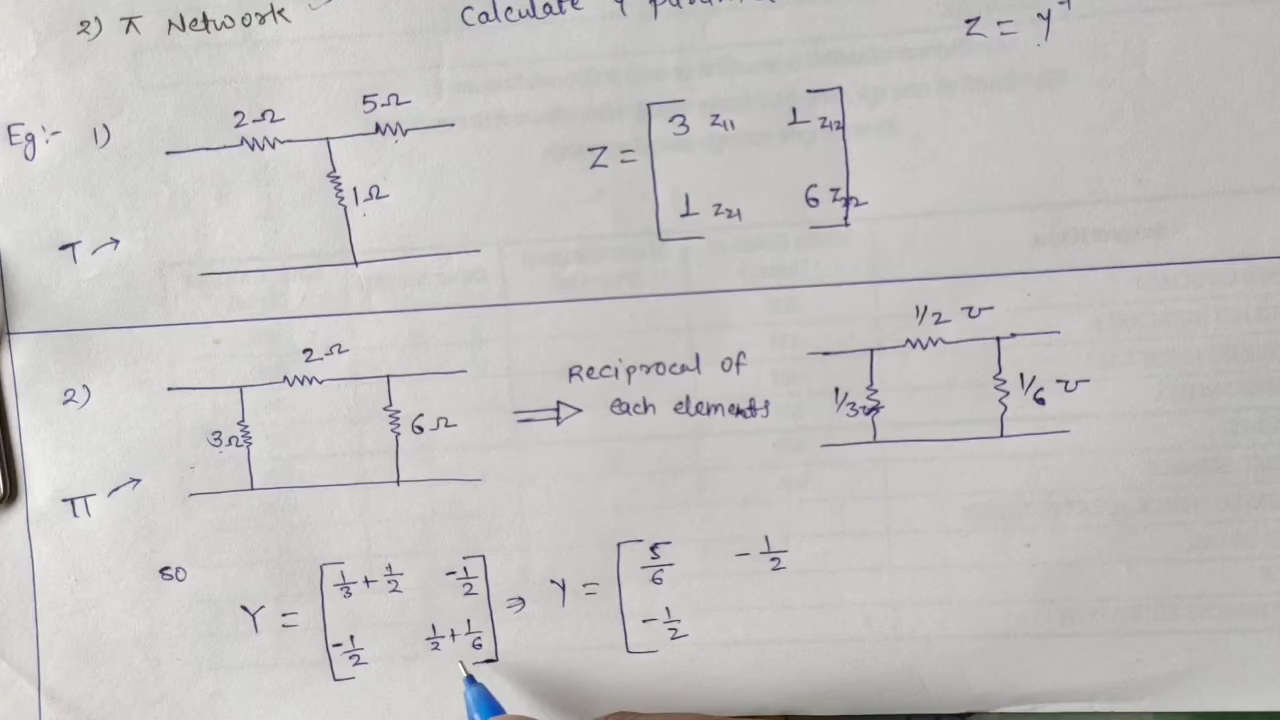 2) π Network
Calculate Y
Z = Y
Eg:- 1)
2Ω
5Ω
1Ω
T →
Z = [ 3 Z11 1 Z12
1 Z21 6 Z22 ]
2)
2Ω
3Ω
6Ω
π →
⇒ Reciprocal of
each elements
1/2 ℧
1/3℧
1/6 ℧
so
Y = [ 1/3 + 1/2 -1/2
-1/2 1/2 + 1/6 ]
⇒ Y = [ 5/6 -1/2
-1/2